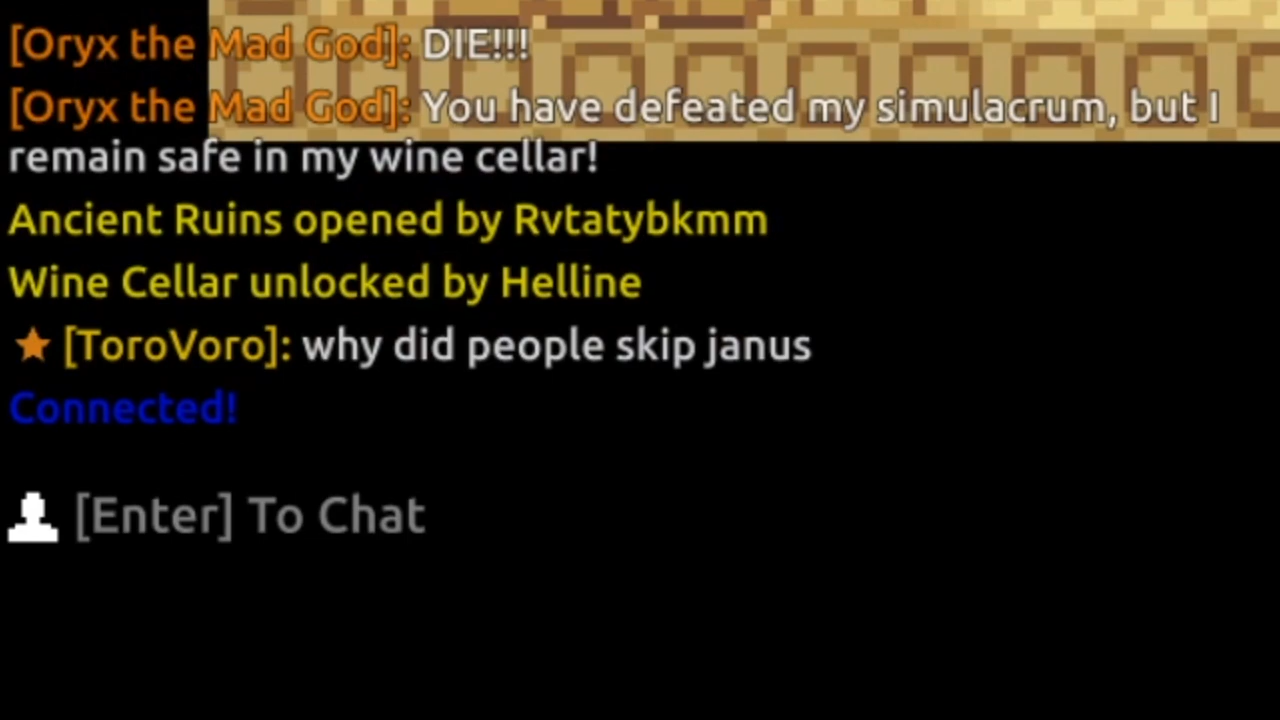 [Oryx the Mad God]: DIE!!!
[Oryx the Mad God]: You have defeated my simulacrum, but I
remain safe in my wine cellar!
Ancient Ruins opened by Rvtatybkmm
Wine Cellar unlocked by Helline
[ToroVoro]: why did people skip janus
Connected!
[Enter] To Chat